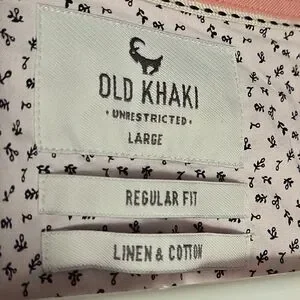 OLD KHAKI
• UNRESTRICTED •
LARGE
REGULAR FIT
LINEN & COTTON